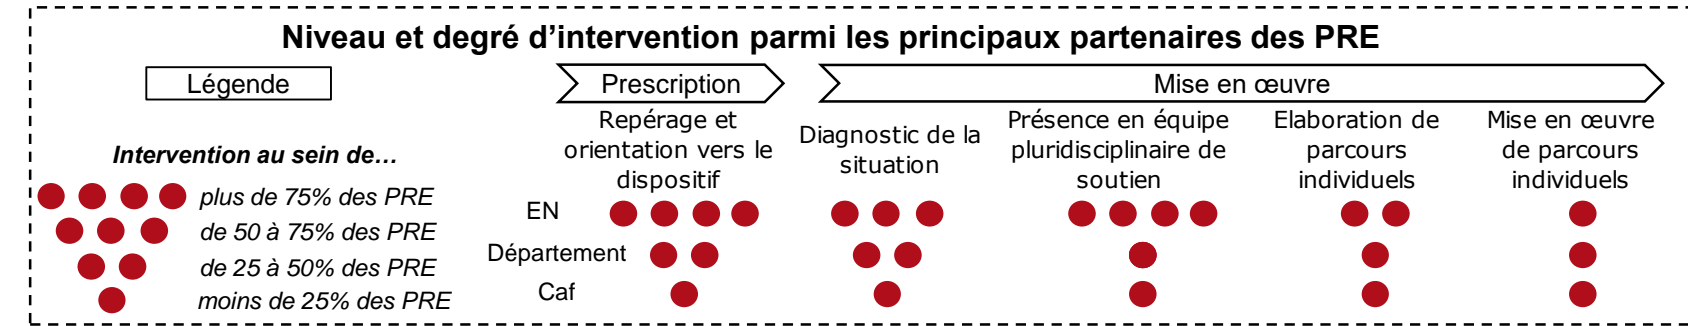 Niveau et degré d’intervention parmi les principaux partenaires des PRE
Légende
Intervention au sein de…
plus de 75% des PRE
de 50 à 75% des PRE
de 25 à 50% des PRE
moins de 25% des PRE
Prescription
Mise en œuvre
Repérage et
orientation vers le
dispositif
Diagnostic de la
situation
Présence en équipe
pluridisciplinaire de
soutien
Elaboration de
parcours
individuels
Mise en œuvre
de parcours
individuels
EN
Département
Caf